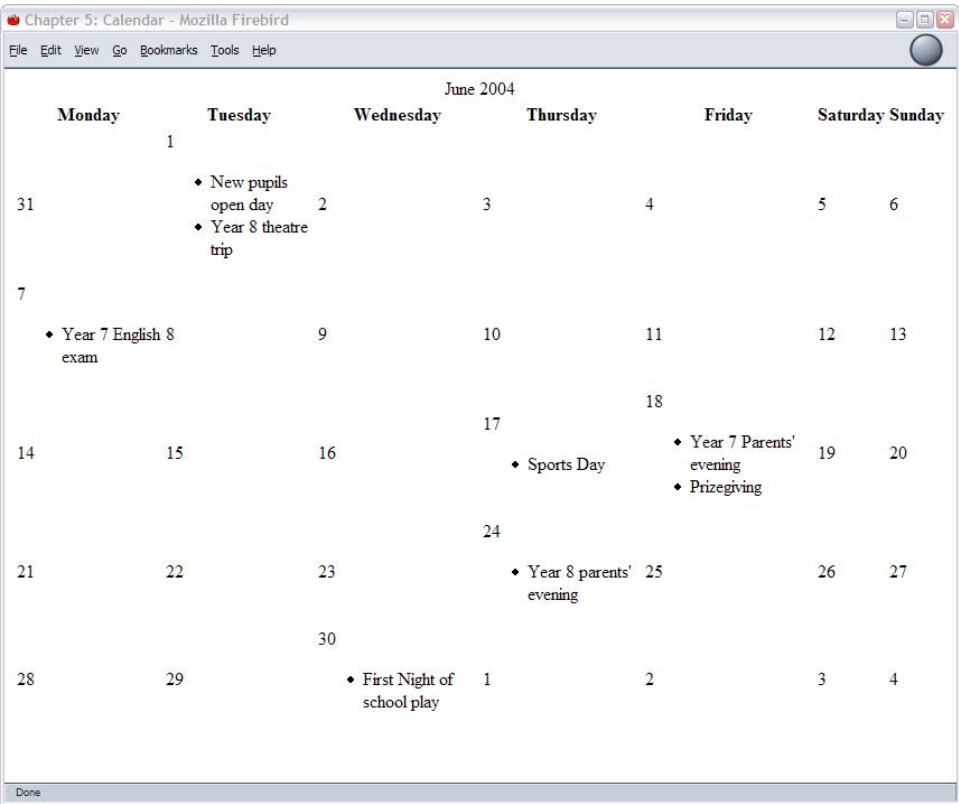 Chapter 5: Calendar - Mozilla Firebird
File Edit View Go Bookmarks Tools Help
June 2004
Monday Tuesday Wednesday Thursday Friday Saturday Sunday
31
1
• New pupils
open day
• Year 8 theatre
trip
2 3 4 5 6
7
• Year 7 English
exam
8 9 10 11 12 13
14 15 16
17
• Sports Day
18
• Year 7 Parents'
evening
• Prizegiving
19 20
21 22 23
24
• Year 8 parents'
evening
25 26 27
28 29
30
• First Night of
school play
1 2 3 4
Done